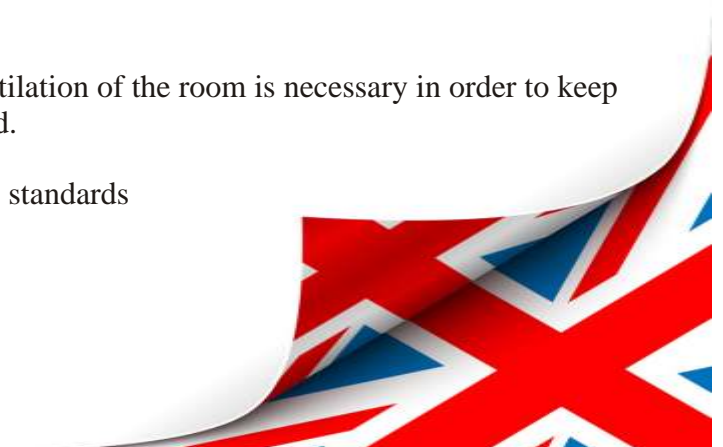 tilation of the room is necessary in order to keep
d.
standards